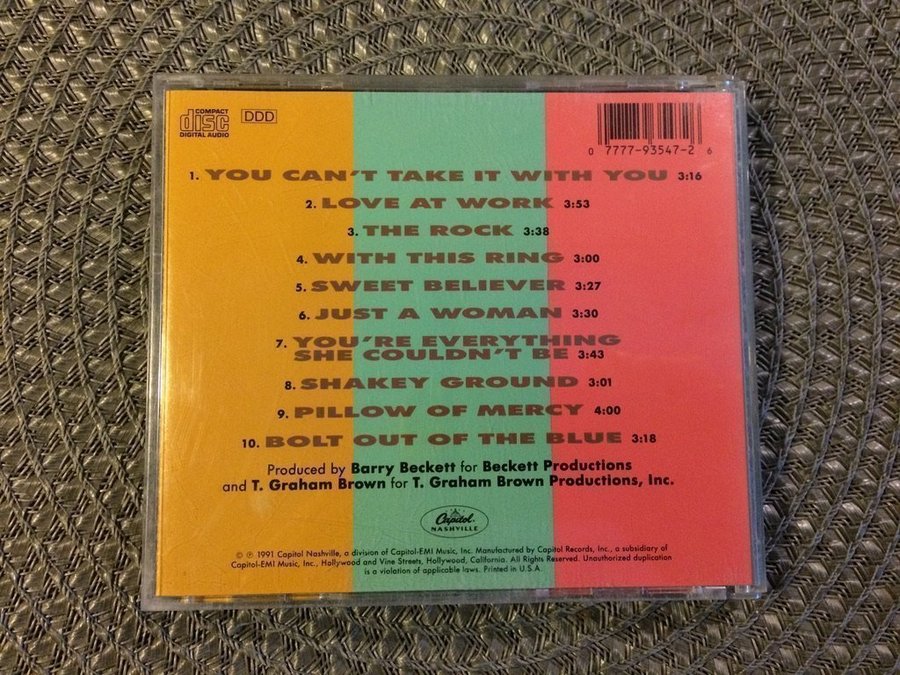 COMPACT
disc
DIGITAL AUDIO
DDD
0 7777-93547-2 6
1. YOU CAN'T TAKE IT WITH YOU 3:16
2. LOVE AT WORK 3:53
3. THE ROCK 3:38
4. WITH THIS RING 3:00
5. SWEET BELIEVER 3:27
6. JUST A WOMAN 3:30
7. YOU'RE EVERYTHING
SHE COULDN'T BE 3:43
8. SHAKEY GROUND 3:01
9. PILLOW OF MERCY 4:00
10. BOLT OUT OF THE BLUE 3:18
Produced by Barry Beckett for Beckett Productions
and T. Graham Brown for T. Graham Brown Productions, Inc.
Capitol
NASHVILLE
© ℗ 1991 Capitol Nashville, a division of Capitol-EMI Music, Inc. Manufactured by Capitol Records, Inc., a subsidiary of
Capitol-EMI Music, Inc., Hollywood and Vine Streets, Hollywood, California. All Rights Reserved. Unauthorized duplication
is a violation of applicable laws. Printed in U.S.A.